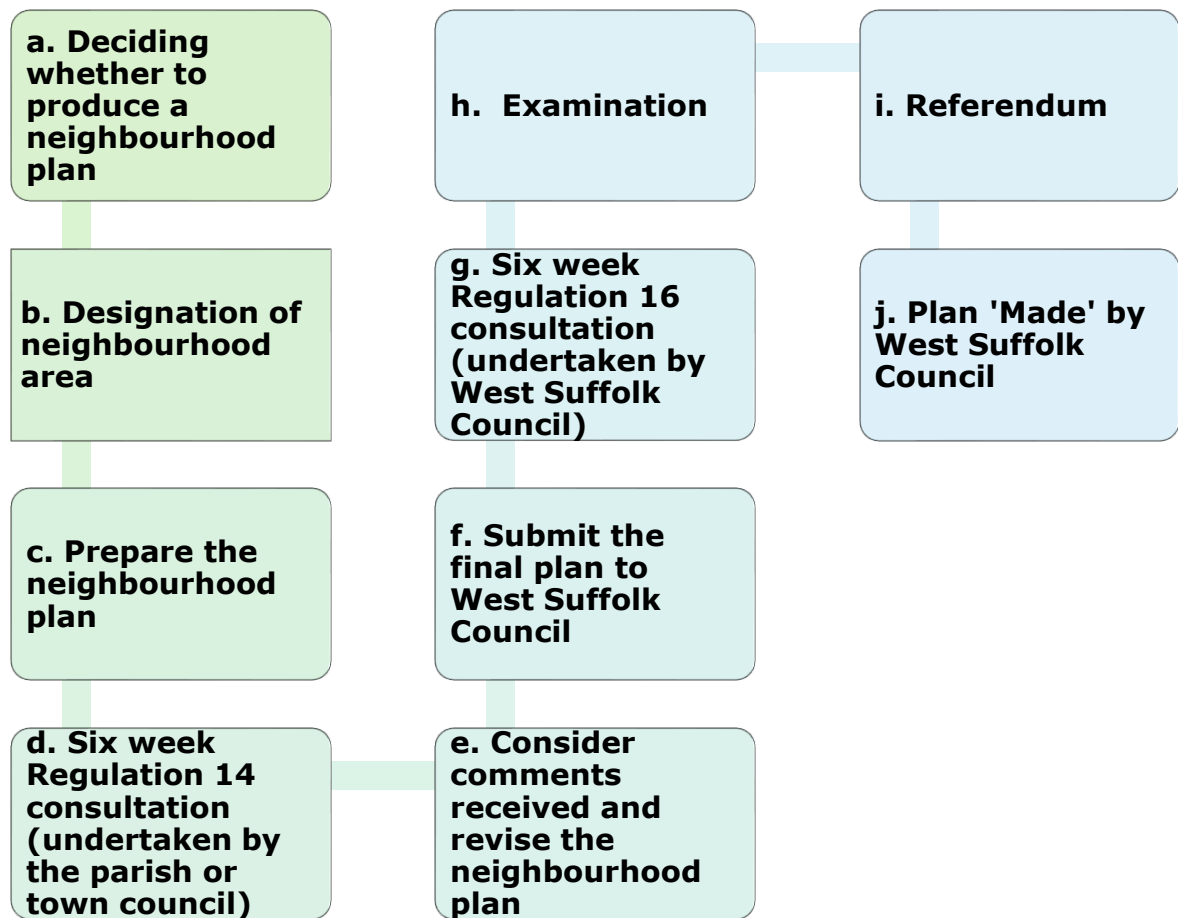 a. Deciding
whether to
produce a
neighbourhood
plan
b. Designation of
neighbourhood
area
c. Prepare the
neighbourhood
plan
d. Six week
Regulation 14
consultation
(undertaken by
the parish or
town council)
e. Consider
comments
received and
revise the
neighbourhood
plan
f. Submit the
final plan to
West Suffolk
Council
g. Six week
Regulation 16
consultation
(undertaken by
West Suffolk
Council)
h. Examination
i. Referendum
j. Plan 'Made' by
West Suffolk
Council